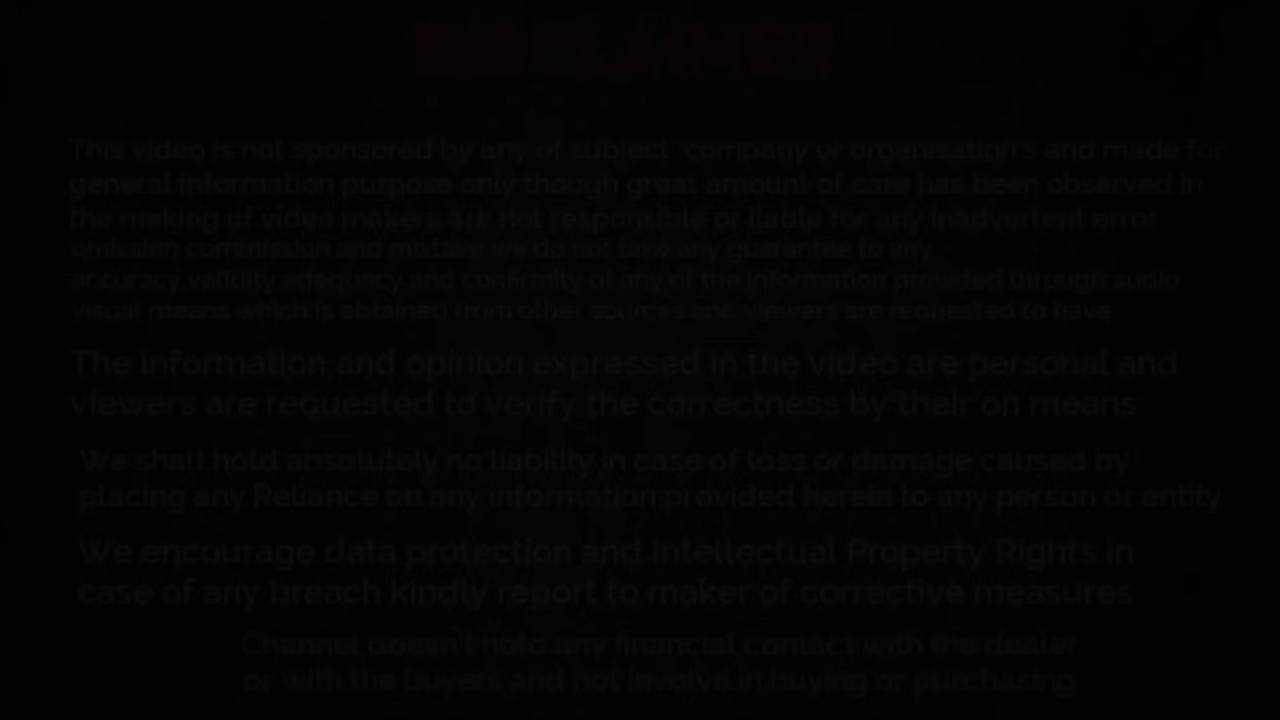 DISCLAIMER
This video is not sponsored by any of subject company or organisation's and made for
general information purpose only though great amount of care has been observed in
the making of video makers are not responsible or liable for any inadvertent error
omission commission and mistake we do not take any guarantee to any
accuracy validity adequacy and confirmity of any of the information provided through audio
visual means which is obtained from other sources and viewers are requested to have
The information and opinion expressed in the video are personal and
viewers are requested to verify the correctness by their on means
We shall hold absolutely no liability in case of loss or damage caused by
placing any Reliance on any information provided herein to any person or entity
We encourage data protection and Intellectual Property Rights in
case of any breach kindly report to maker of corrective measures
Channel doesn't hold any financial contact with the dealer
or with the buyers and not involve in buying or purchasing